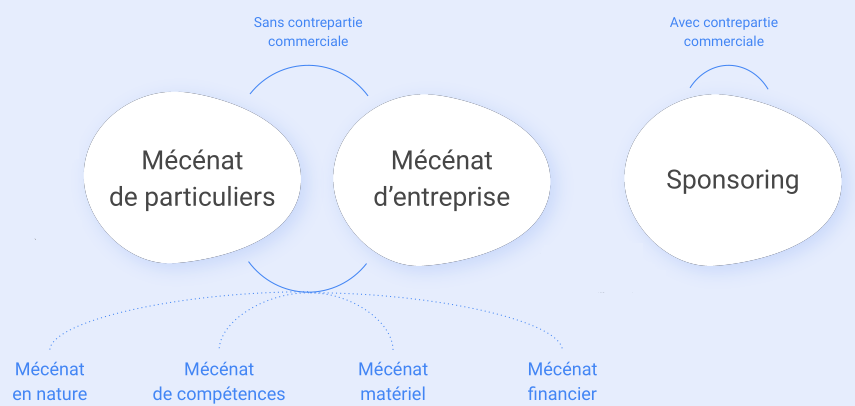 Sans contrepartie
commerciale
Avec contrepartie
commerciale
Mécénat
de particuliers
Mécénat
d’entreprise
Sponsoring
Mécénat
en nature
Mécénat
de compétences
Mécénat
matériel
Mécénat
financier